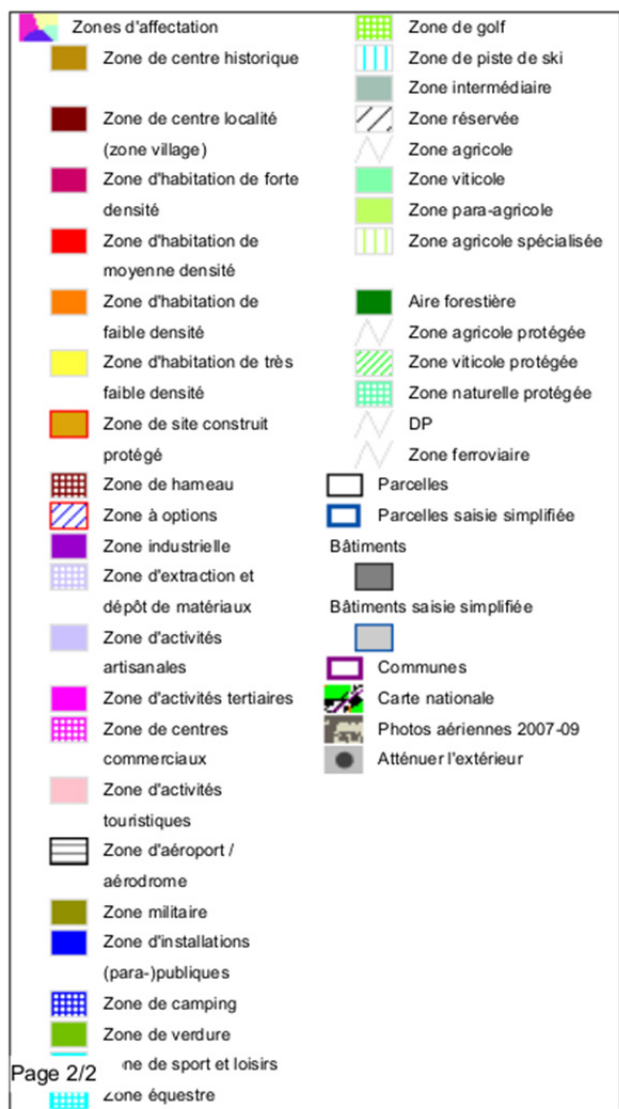 Zones d'affectation
Zone de centre historique
Zone de centre localité
(zone village)
Zone d'habitation de forte
densité
Zone d'habitation de
moyenne densité
Zone d'habitation de
faible densité
Zone d'habitation de très
faible densité
Zone de site construit
protégé
Zone de hameau
Zone à options
Zone industrielle
Zone d'extraction et
dépôt de matériaux
Zone d'activités
artisanales
Zone d'activités tertiaires
Zone de centres
commerciaux
Zone d'activités
touristiques
Zone d'aéroport /
aérodrome
Zone militaire
Zone d'installations
(para-)publiques
Zone de camping
Zone de verdure
one de sport et loisirs
Zone équestre
Page 2/2
Zone de golf
Zone de piste de ski
Zone intermédiaire
Zone réservée
Zone agricole
Zone viticole
Zone para-agricole
Zone agricole spécialisée
Aire forestière
Zone agricole protégée
Zone viticole protégée
Zone naturelle protégée
DP
Zone ferroviaire
Parcelles
Parcelles saisie simplifiée
Bâtiments
Bâtiments saisie simplifiée
Communes
Carte nationale
Photos aériennes 2007-09
Atténuer l'extérieur